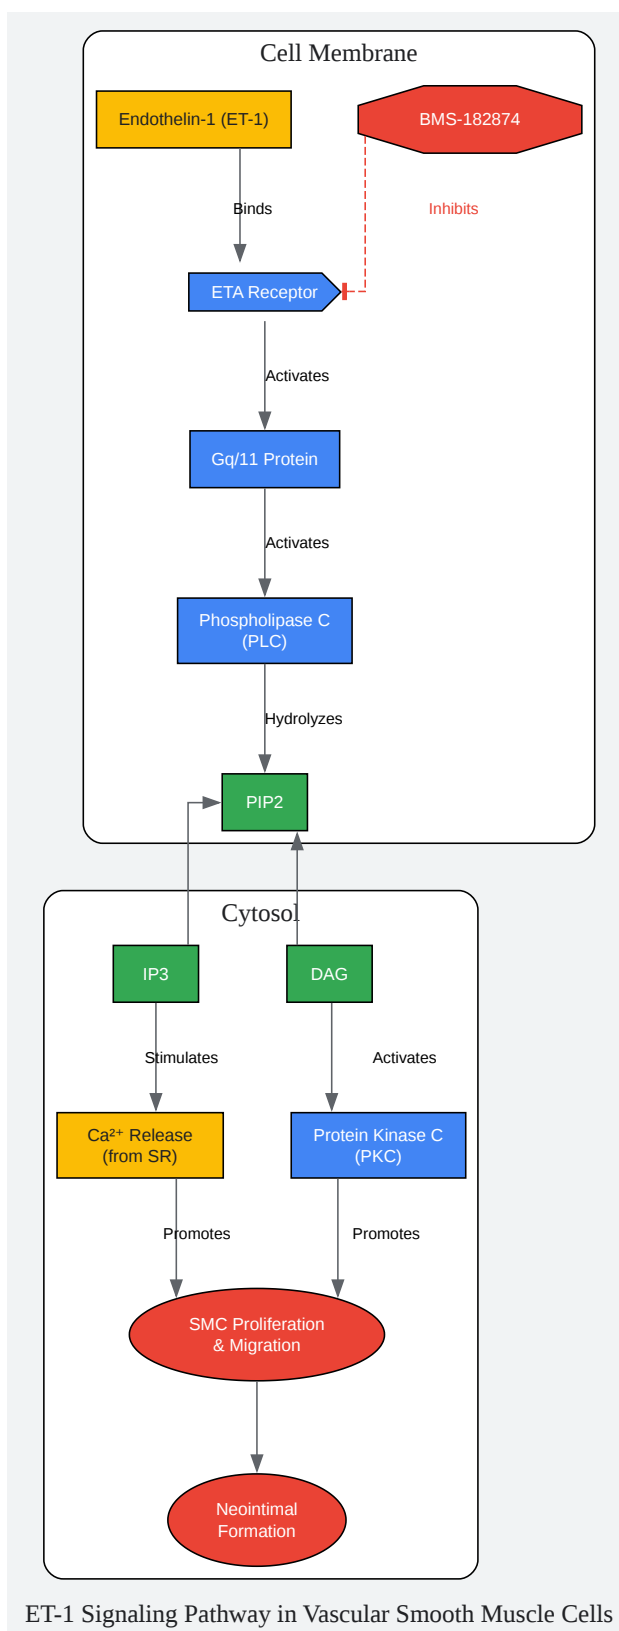 Cell Membrane
Endothelin-1 (ET-1)
BMS-182874
Binds
Inhibits
ETA Receptor
Activates
Gq/11 Protein
Activates
Phospholipase C
(PLC)
Hydrolyzes
PIP2
Cytosol
IP3
DAG
Stimulates
Activates
Ca²⁺ Release
(from SR)
Protein Kinase C
(PKC)
Promotes
Promotes
SMC Proliferation
& Migration
Neointimal
Formation
ET-1 Signaling Pathway in Vascular Smooth Muscle Cells